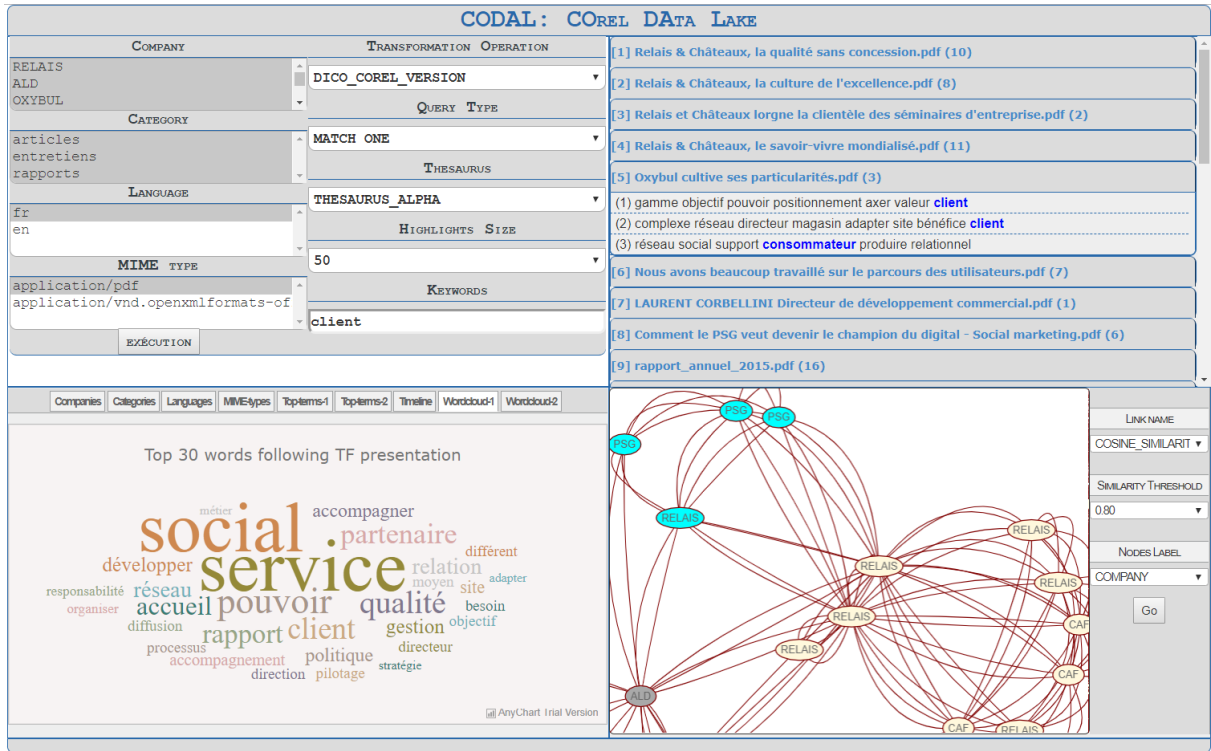 CODAL: COREL DATA LAKE
COMPANY
RELAIS
ALD
OXYBUL
CATEGORY
articles
entretiens
rapports
LANGUAGE
fr
en
MIME TYPE
application/pdf
application/vnd.openxmlformats-of
EXÉCUTION
TRANSFORMATION OPERATION
DICO_COREL_VERSION
QUERY TYPE
MATCH ONE
THESAURUS
THESAURUS_ALPHA
HIGHLIGHTS SIZE
50
KEYWORDS
client
[1] Relais & Châteaux, la qualité sans concession.pdf (10)
[2] Relais & Châteaux, la culture de l'excellence.pdf (8)
[3] Relais et Châteaux lorgne la clientèle des séminaires d'entreprise.pdf (2)
[4] Relais & Châteaux, le savoir-vivre mondialisé.pdf (11)
[5] Oxybul cultive ses particularités.pdf (3)
(1) gamme objectif pouvoir positionnement axer valeur client
(2) complexe réseau directeur magasin adapter site bénéfice client
(3) réseau social support consommateur produire relationnel
[6] Nous avons beaucoup travaillé sur le parcours des utilisateurs.pdf (7)
[7] LAURENT CORBELLINI Directeur de développement commercial.pdf (1)
[8] Comment le PSG veut devenir le champion du digital - Social marketing.pdf (6)
[9] rapport_annuel_2015.pdf (16)
Companies Categories Languages MIME-types Top-terms-1 Top-terms-2 Timeline Wordcloud-1 Wordcloud-2
Top 30 words following TF presentation
métier
accompagner
social
partenaire
différent
développer
service
relation
moyen
adapter
responsabilité
réseau
site
organiser
accueil
pouvoir
qualité
besoin
diffusion
rapport
client
gestion
objectif
processus
directeur
accompagnement
politique
stratégie
direction
pilotage
AnyChart Trial Version
PSG
PSG
PSG
RELAIS
RELAIS
RELAIS
RELAIS
RELAIS
CAF
RELAIS
CAF
ALD
CAF
RELAIS
LINK NAME
COSINE_SIMILARIT
SIMILARITY THRESHOLD
0.80
NODES LABEL
COMPANY
Go